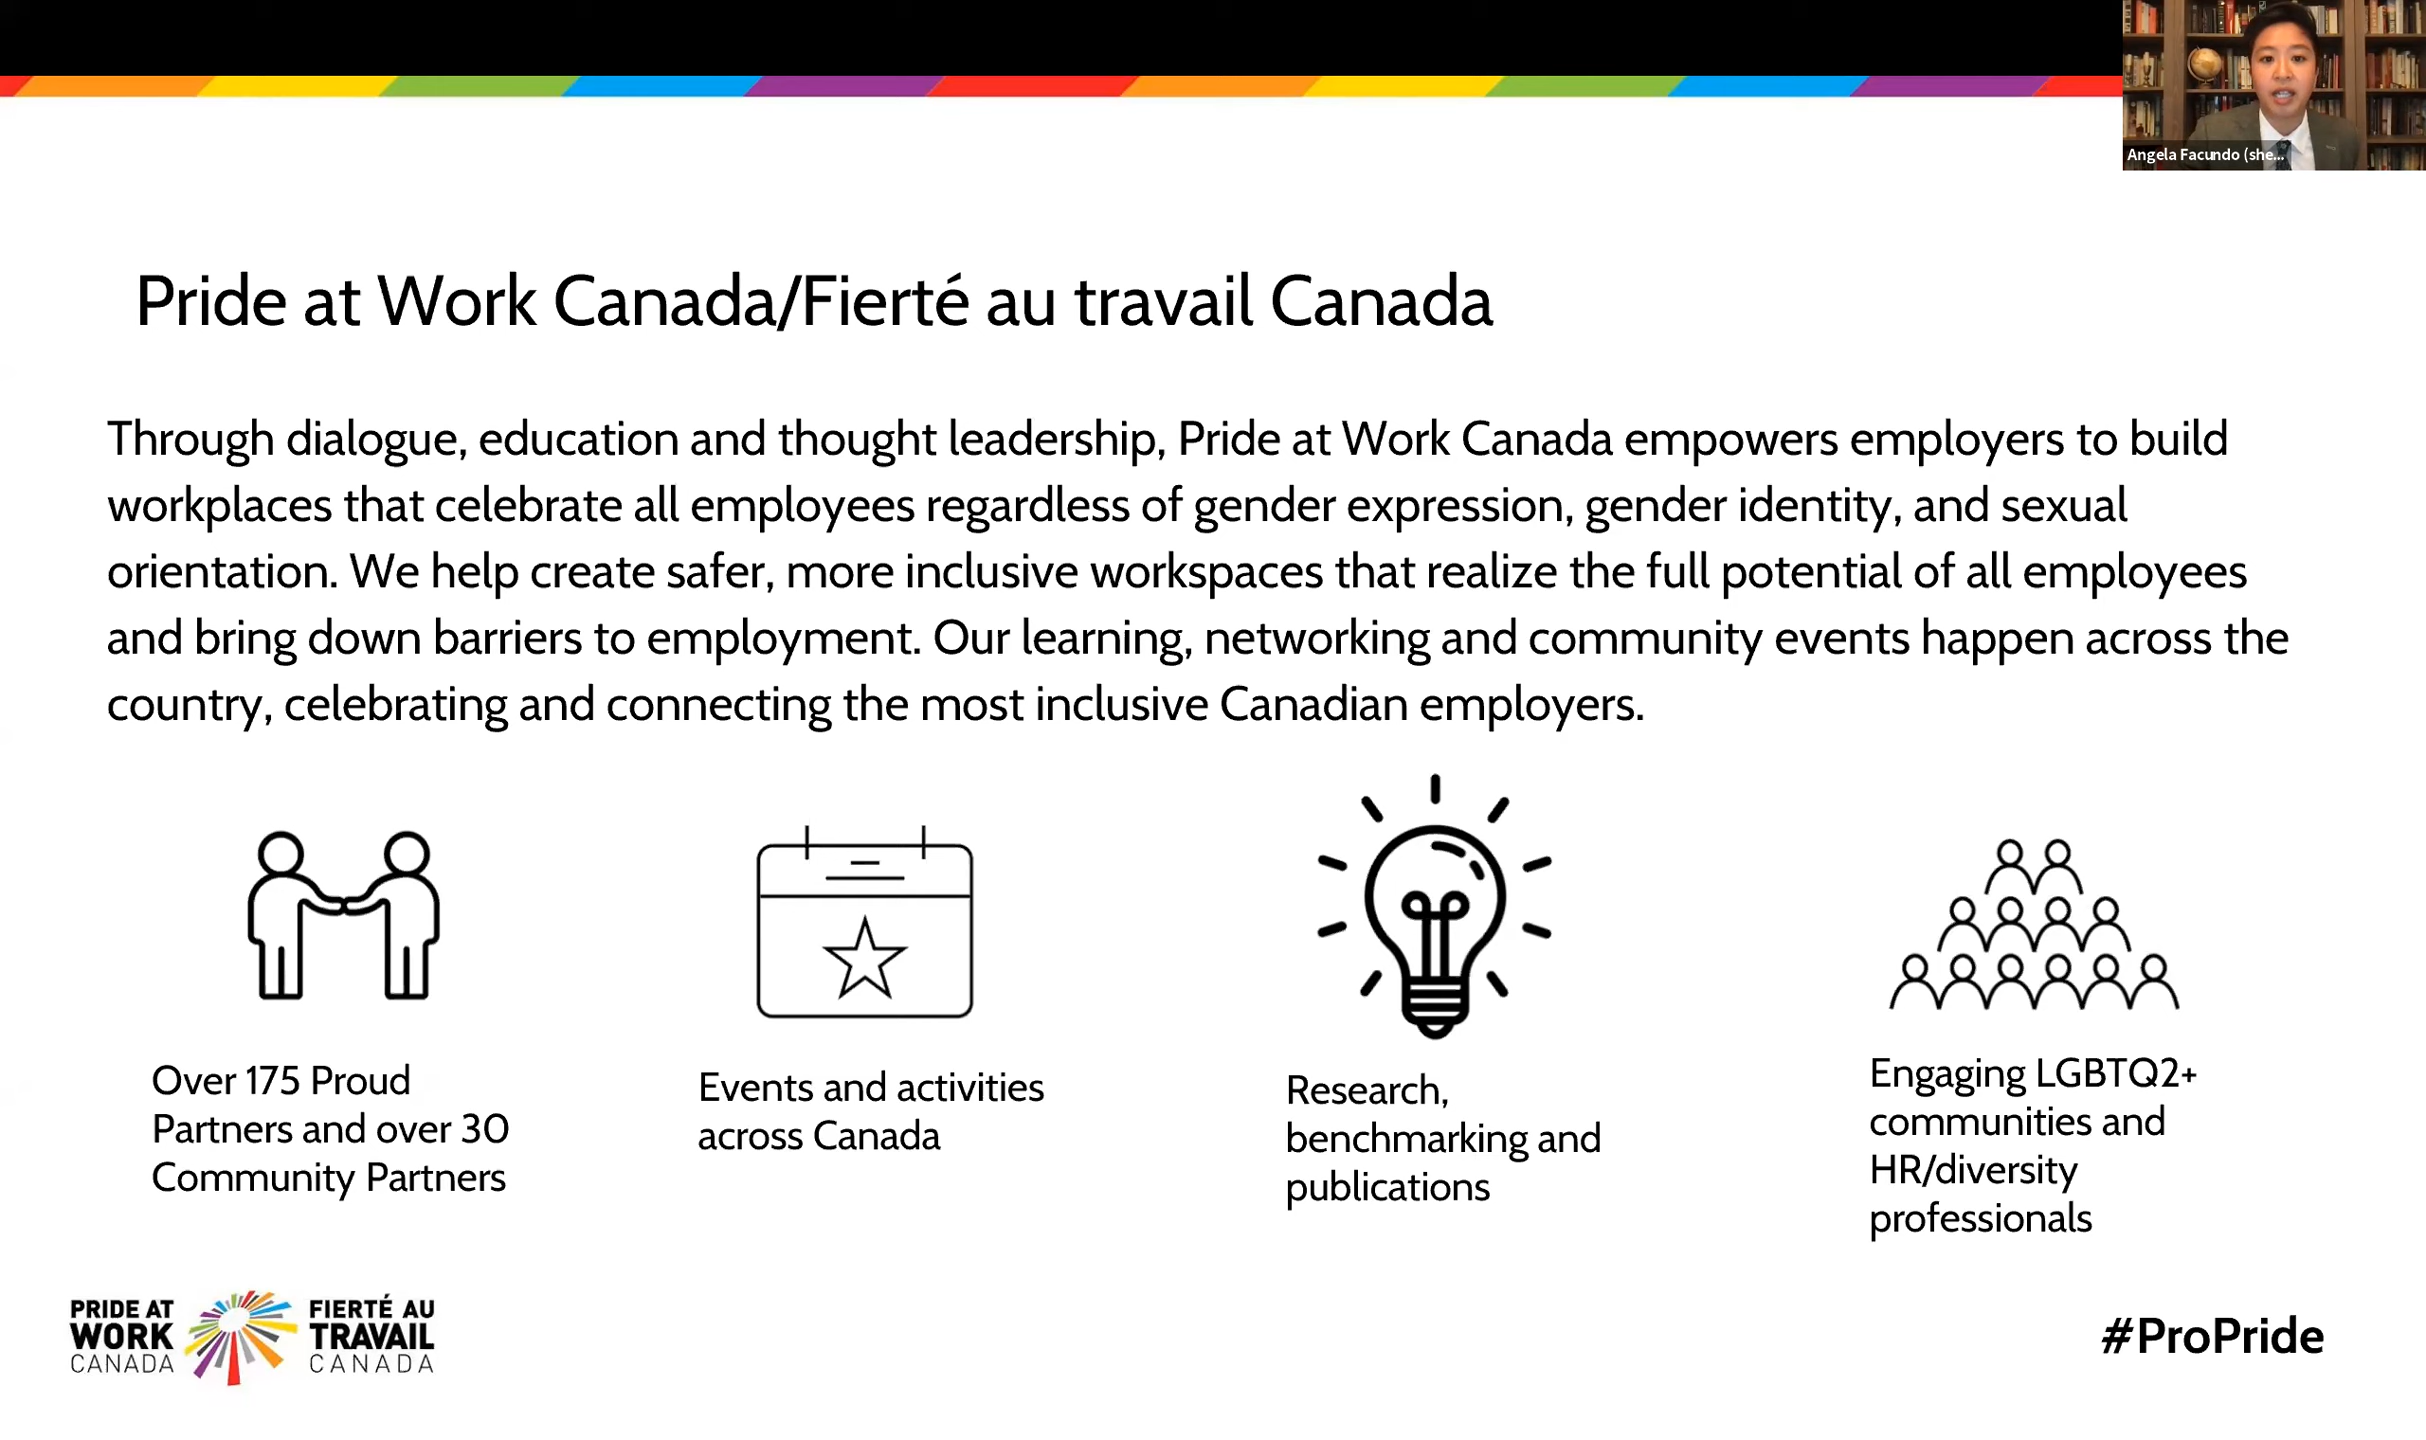 Angela Facundo (she...
Pride at Work Canada/Fierté au travail Canada
Through dialogue, education and thought leadership, Pride at Work Canada empowers employers to build
workplaces that celebrate all employees regardless of gender expression, gender identity, and sexual
orientation. We help create safer, more inclusive workspaces that realize the full potential of all employees
and bring down barriers to employment. Our learning, networking and community events happen across the
country, celebrating and connecting the most inclusive Canadian employers.
Over 175 Proud
Partners and over 30
Community Partners
Events and activities
across Canada
Research,
benchmarking and
publications
Engaging LGBTQ2+
communities and
HR/diversity
professionals
PRIDE AT
WORK
CANADA
FIERTÉ AU
TRAVAIL
CANADA
#ProPride